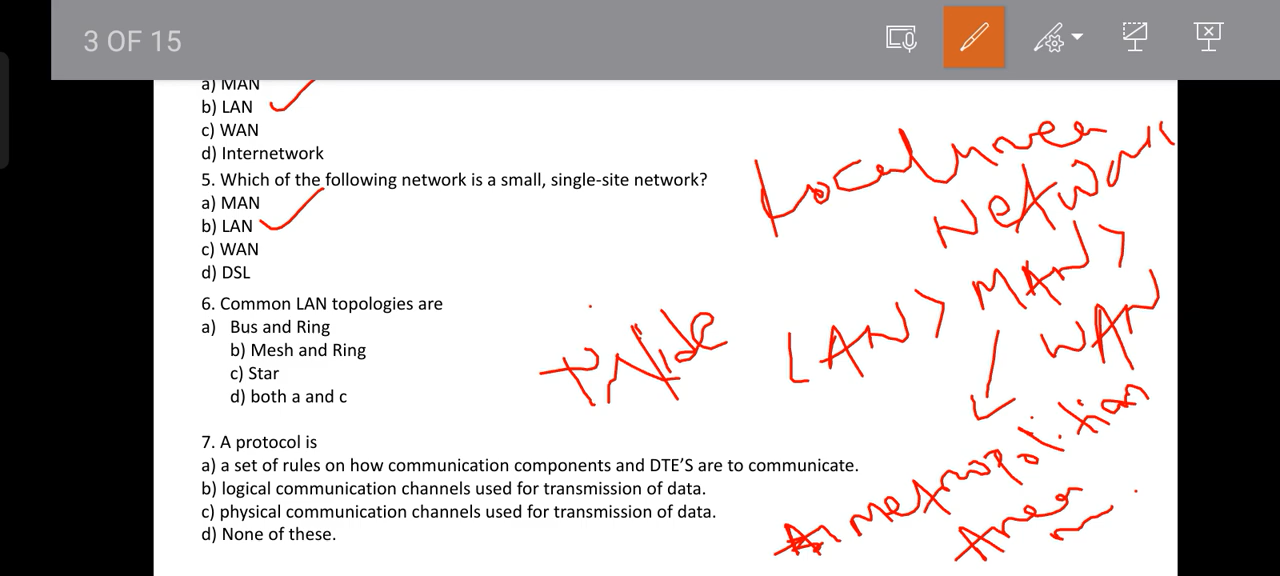 3 OF 15
a) MAN
b) LAN
c) WAN
d) Internetwork
5. Which of the following network is a small, single-site network?
a) MAN
b) LAN
c) WAN
d) DSL
6. Common LAN topologies are
a) Bus and Ring
b) Mesh and Ring
c) Star
d) both a and c
7. A protocol is
a) a set of rules on how communication components and DTE'S are to communicate.
b) logical communication channels used for transmission of data.
c) physical communication channels used for transmission of data.
d) None of these.
Local Area
Network
LAN> MAN>
WAN
metropolitian
Area